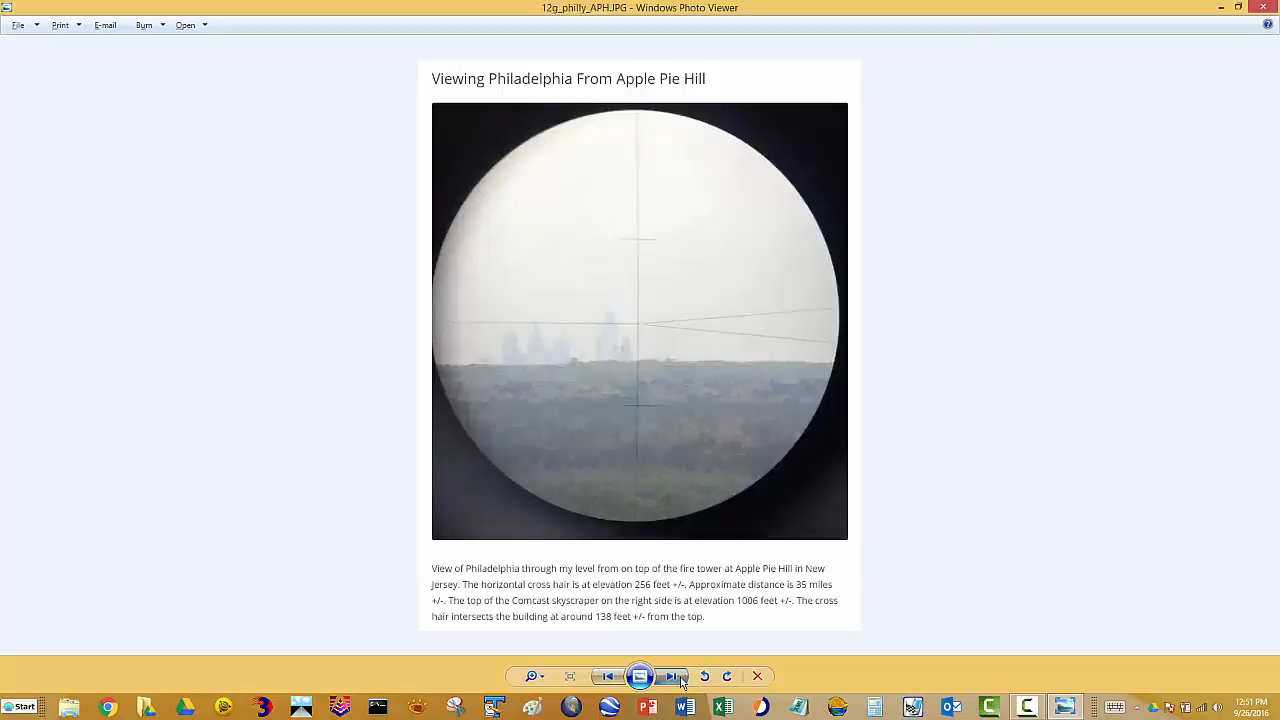 12g_philly_APH.JPG - Windows Photo Viewer
File Print E-mail Burn Open
Viewing Philadelphia From Apple Pie Hill
View of Philadelphia through my level from on top of the fire tower at Apple Pie Hill in New
Jersey. The horizontal cross hair is at elevation 256 feet +/-. Approximate distance is 35 miles
+/-. The top of the Comcast skyscraper on the right side is at elevation 1006 feet +/-. The cross
hair intersects the building at around 138 feet +/- from the top.
Start
12:51 PM
9/26/2016